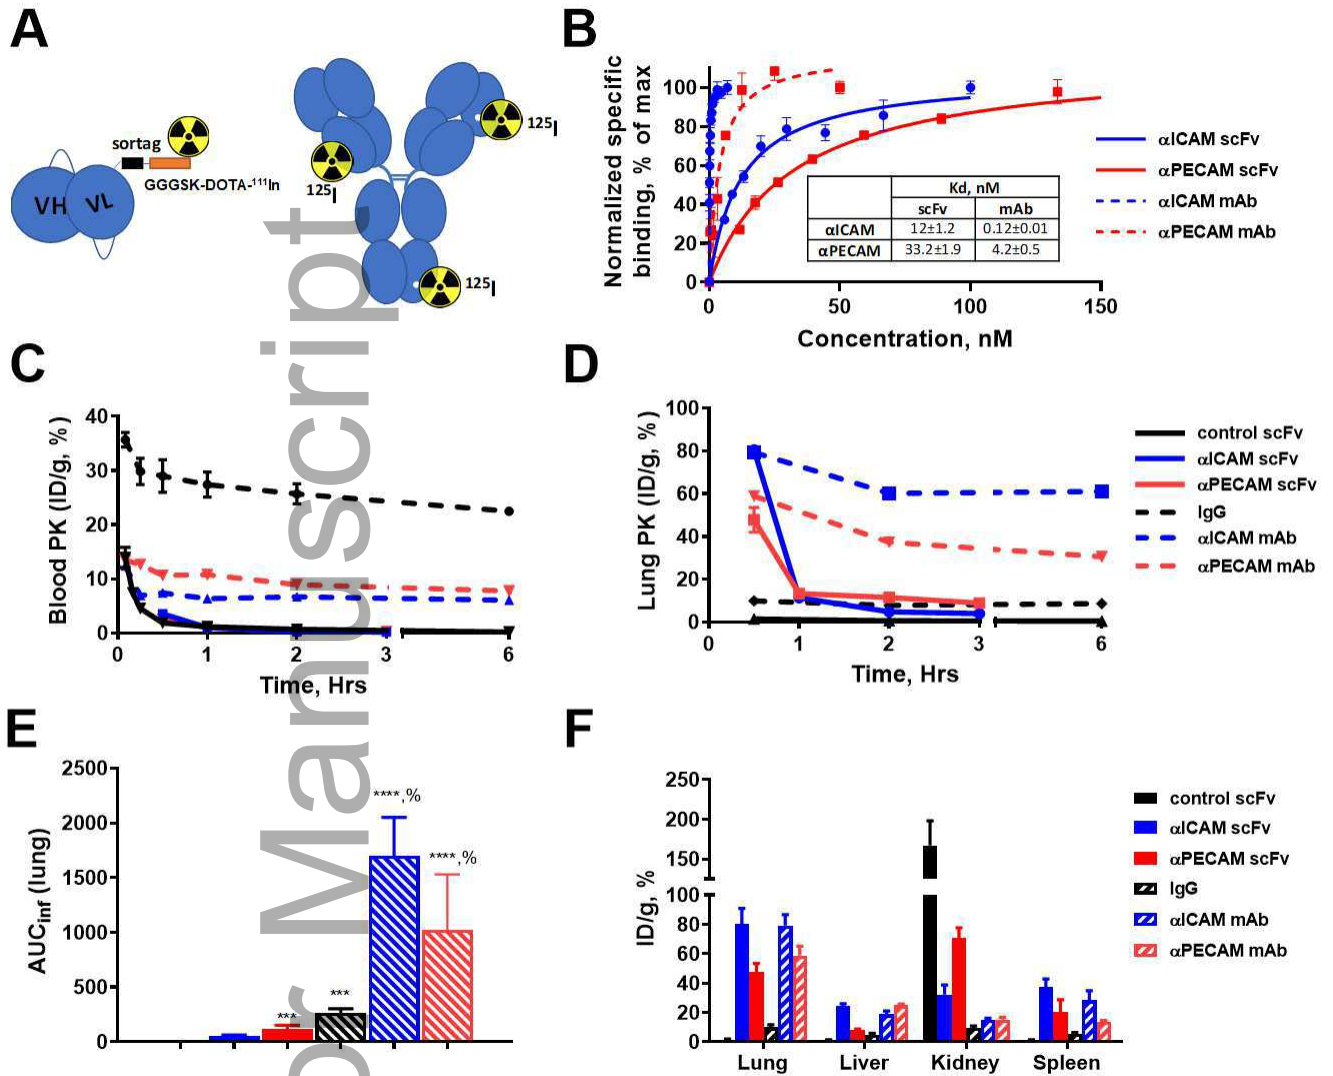 A
sortag
VH
VL
GGGSK-DOTA-¹¹¹In
¹²⁵I
¹²⁵I
¹²⁵I
B
Normalized specific
binding, % of max
100
80
60
40
20
0
0
50
100
150
Concentration, nM
Kd, nM
scFv
mAb
αICAM
12±1.2
0.12±0.01
αPECAM
33.2±1.9
4.2±0.5
αICAM scFv
αPECAM scFv
αICAM mAb
αPECAM mAb
C
Blood PK (ID/g, %)
40
30
20
10
0
0
1
2
3
6
Time, Hrs
D
Lung PK (ID/g, %)
100
80
60
40
20
0
0
1
2
3
6
Time, Hrs
control scFv
αICAM scFv
αPECAM scFv
IgG
αICAM mAb
αPECAM mAb
E
AUCinf (lung)
2500
2000
1500
1000
500
0
***
***
****,%
****,%
F
ID/g, %
250
200
150
100
80
60
40
20
0
Lung
Liver
Kidney
Spleen
control scFv
αICAM scFv
αPECAM scFv
IgG
αICAM mAb
αPECAM mAb
r Manuscript